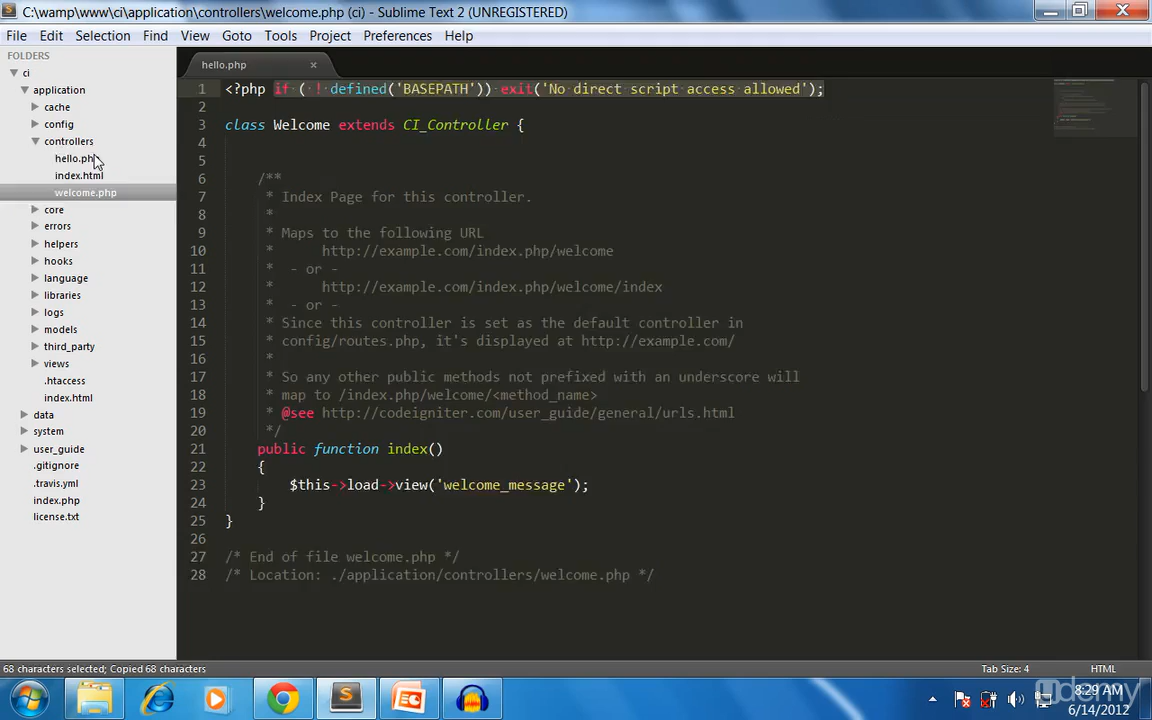 C:\wamp\www\ci\application\controllers\welcome.php (ci) - Sublime Text 2 (UNREGISTERED)
File Edit Selection Find View Goto Tools Project Preferences Help
FOLDERS
ci
application
cache
config
controllers
hello.php
index.html
welcome.php
core
errors
helpers
hooks
language
libraries
logs
models
third_party
views
.htaccess
index.html
data
system
user_guide
.gitignore
.travis.yml
index.php
license.txt
hello.php
1 <?php if ( ! defined('BASEPATH')) exit('No direct script access allowed');
2
3 class Welcome extends CI_Controller {
4
5
6 /**
7 * Index Page for this controller.
8 *
9 * Maps to the following URL
10 * http://example.com/index.php/welcome
11 * - or -
12 * http://example.com/index.php/welcome/index
13 * - or -
14 * Since this controller is set as the default controller in
15 * config/routes.php, it's displayed at http://example.com/
16 *
17 * So any other public methods not prefixed with an underscore will
18 * map to /index.php/welcome/<method_name>
19 * @see http://codeigniter.com/user_guide/general/urls.html
20 */
21 public function index()
22 {
23 $this->load->view('welcome_message');
24 }
25 }
26
27 /* End of file welcome.php */
28 /* Location: ./application/controllers/welcome.php */
68 characters selected; Copied 68 characters
Tab Size: 4
HTML
8:29 AM
6/14/2012
udemy